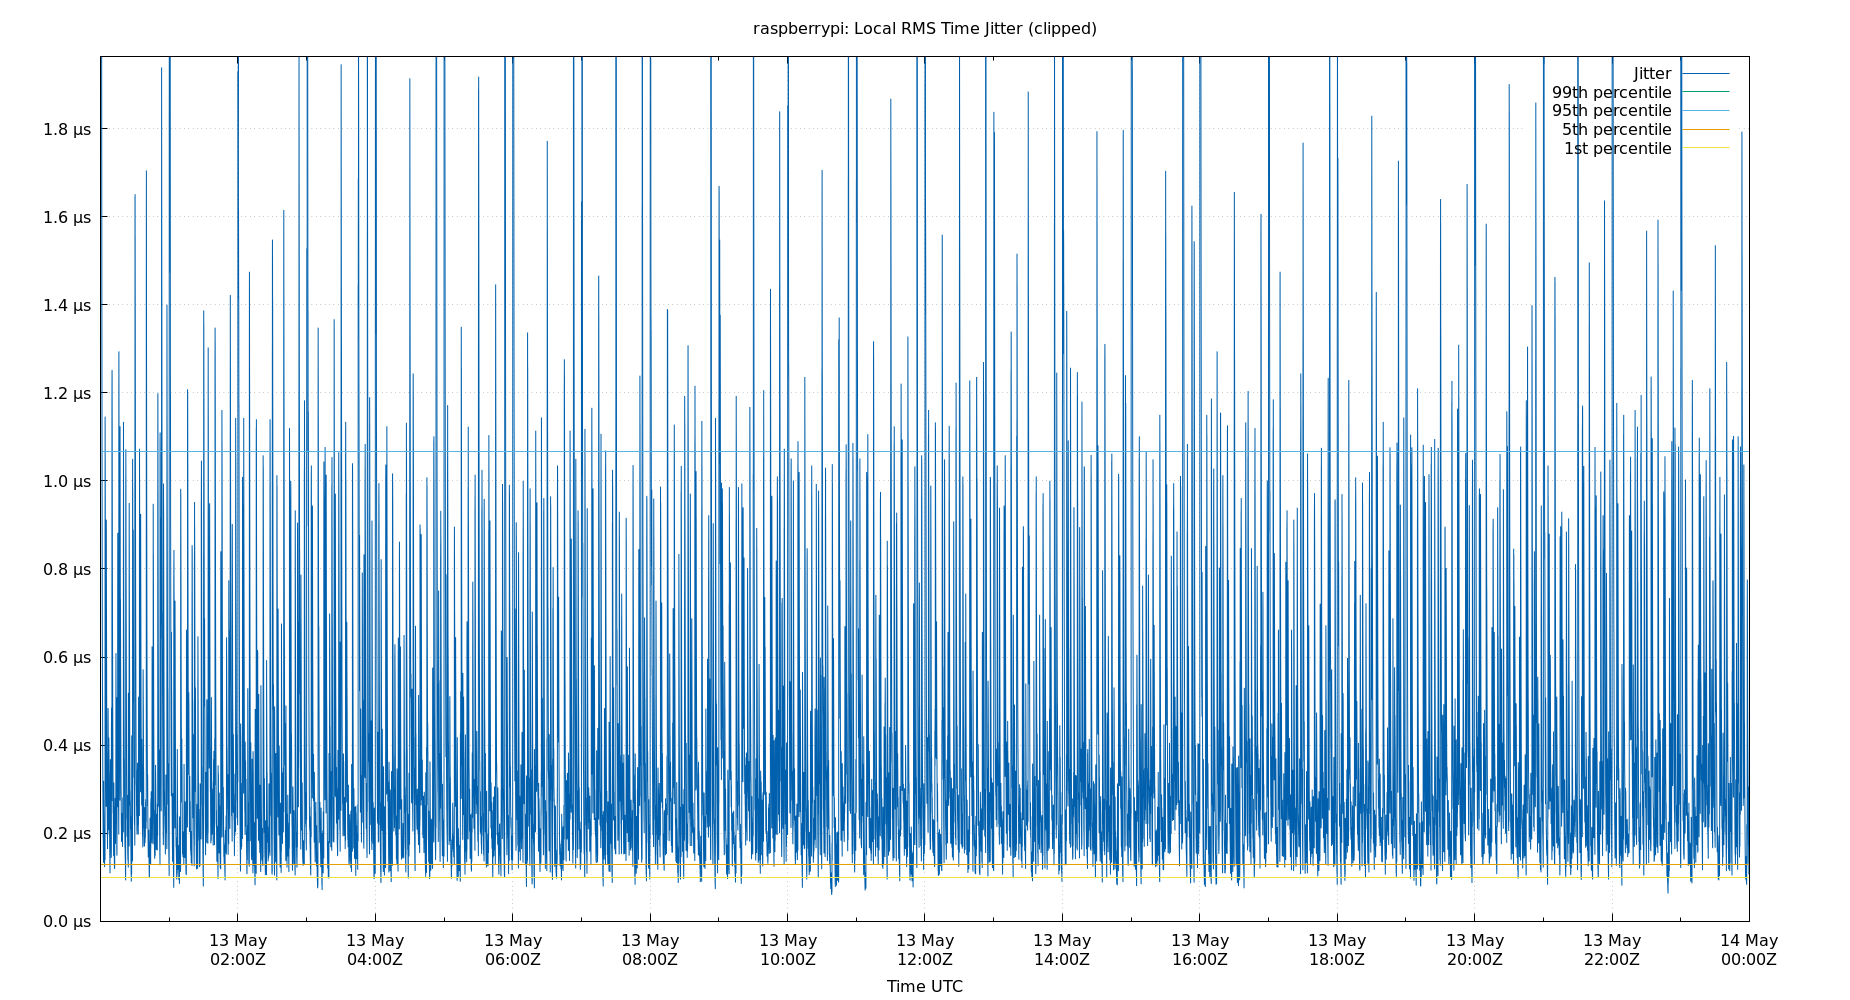 raspberrypi: Local RMS Time Jitter (clipped)
Jitter
99th percentile
95th percentile
5th percentile
1st percentile
1.8 µs
1.6 µs
1.4 µs
1.2 µs
1.0 µs
0.8 µs
0.6 µs
0.4 µs
0.2 µs
0.0 µs
13 May 13 May 13 May 13 May 13 May 13 May 13 May 13 May 13 May 13 May 13 May 14 May
02:00Z 04:00Z 06:00Z 08:00Z 10:00Z 12:00Z 14:00Z 16:00Z 18:00Z 20:00Z 22:00Z 00:00Z
Time UTC